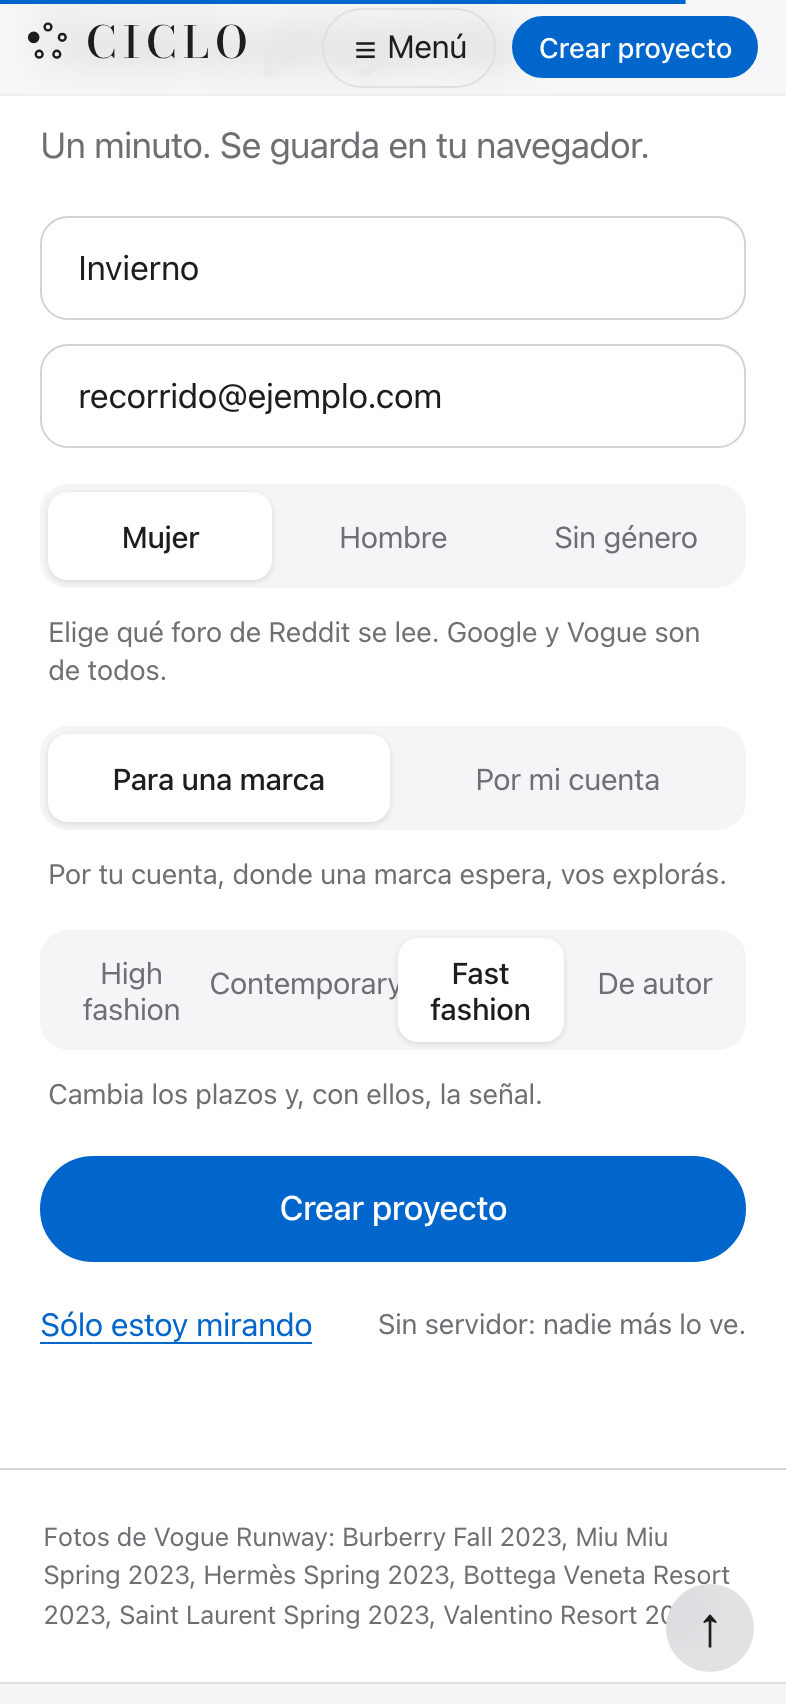 CICLO
Menú
Crear proyecto
Un minuto. Se guarda en tu navegador.
Invierno
recorrido@ejemplo.com
Mujer
Hombre
Sin género
Elige qué foro de Reddit se lee. Google y Vogue son
de todos.
Para una marca
Por mi cuenta
Por tu cuenta, donde una marca espera, vos explorás.
High
fashion
Contemporary
Fast
fashion
De autor
Cambia los plazos y, con ellos, la señal.
Crear proyecto
Sólo estoy mirando
Sin servidor: nadie más lo ve.
Fotos de Vogue Runway: Burberry Fall 2023, Miu Miu
Spring 2023, Hermès Spring 2023, Bottega Veneta Resort
2023, Saint Laurent Spring 2023, Valentino Resort